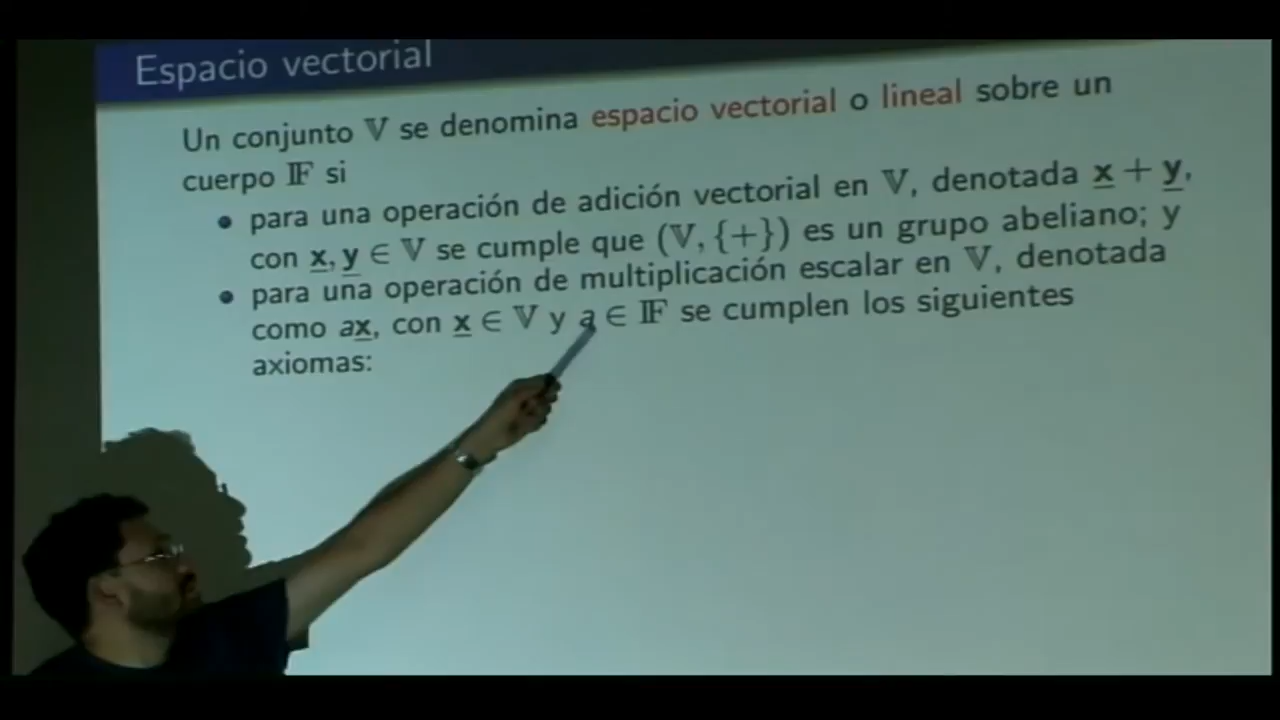 Espacio vectorial
Un conjunto 𝕍 se denomina espacio vectorial o lineal sobre un
cuerpo 𝔽 si
• para una operación de adición vectorial en 𝕍, denotada x̲ + y̲,
con x̲, y̲ ∈ 𝕍 se cumple que (𝕍, {+}) es un grupo abeliano; y
• para una operación de multiplicación escalar en 𝕍, denotada
como ax̲, con x̲ ∈ 𝕍 y a ∈ 𝔽 se cumplen los siguientes
axiomas: